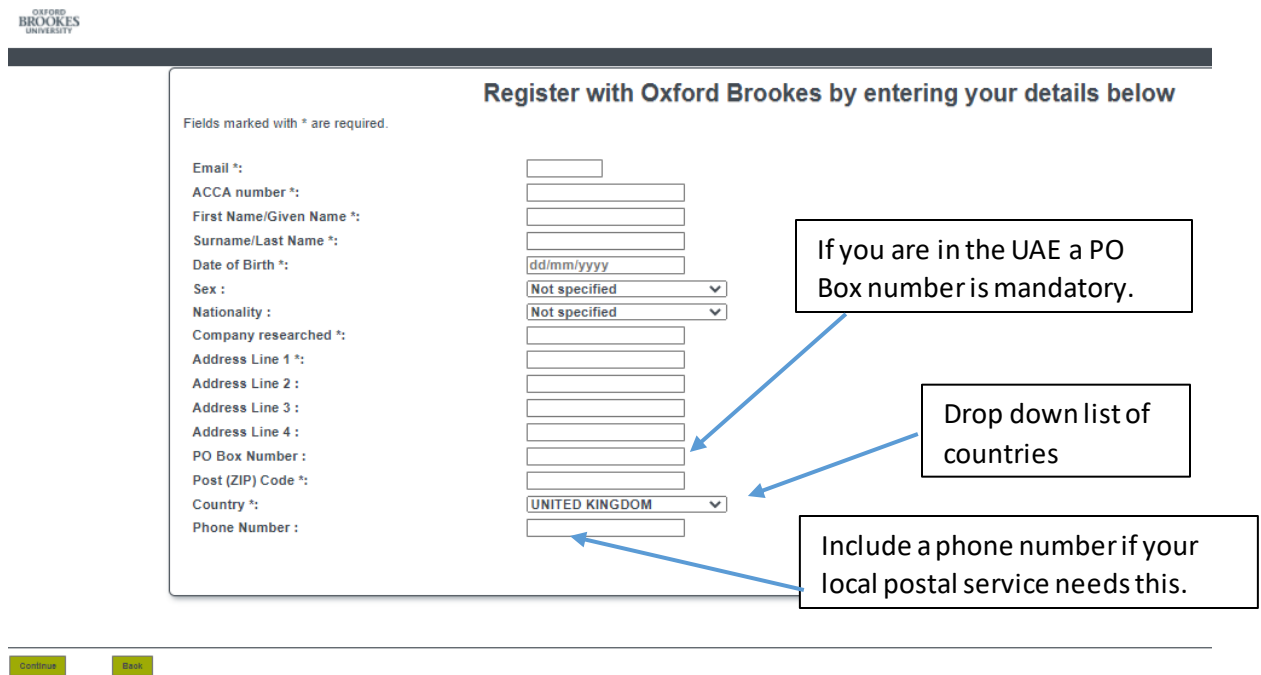 OXFORD
BROOKES
UNIVERSITY
Register with Oxford Brookes by entering your details below
Fields marked with * are required.
Email *:
ACCA number *:
First Name/Given Name *:
Surname/Last Name *:
Date of Birth *: dd/mm/yyyy
Sex : Not specified
Nationality : Not specified
Company researched *:
Address Line 1 *:
Address Line 2 :
Address Line 3 :
Address Line 4 :
PO Box Number :
Post (ZIP) Code *:
Country *: UNITED KINGDOM
Phone Number :
If you are in the UAE a PO
Box number is mandatory.
Drop down list of
countries
Include a phone number if your
local postal service needs this.
Continue Back